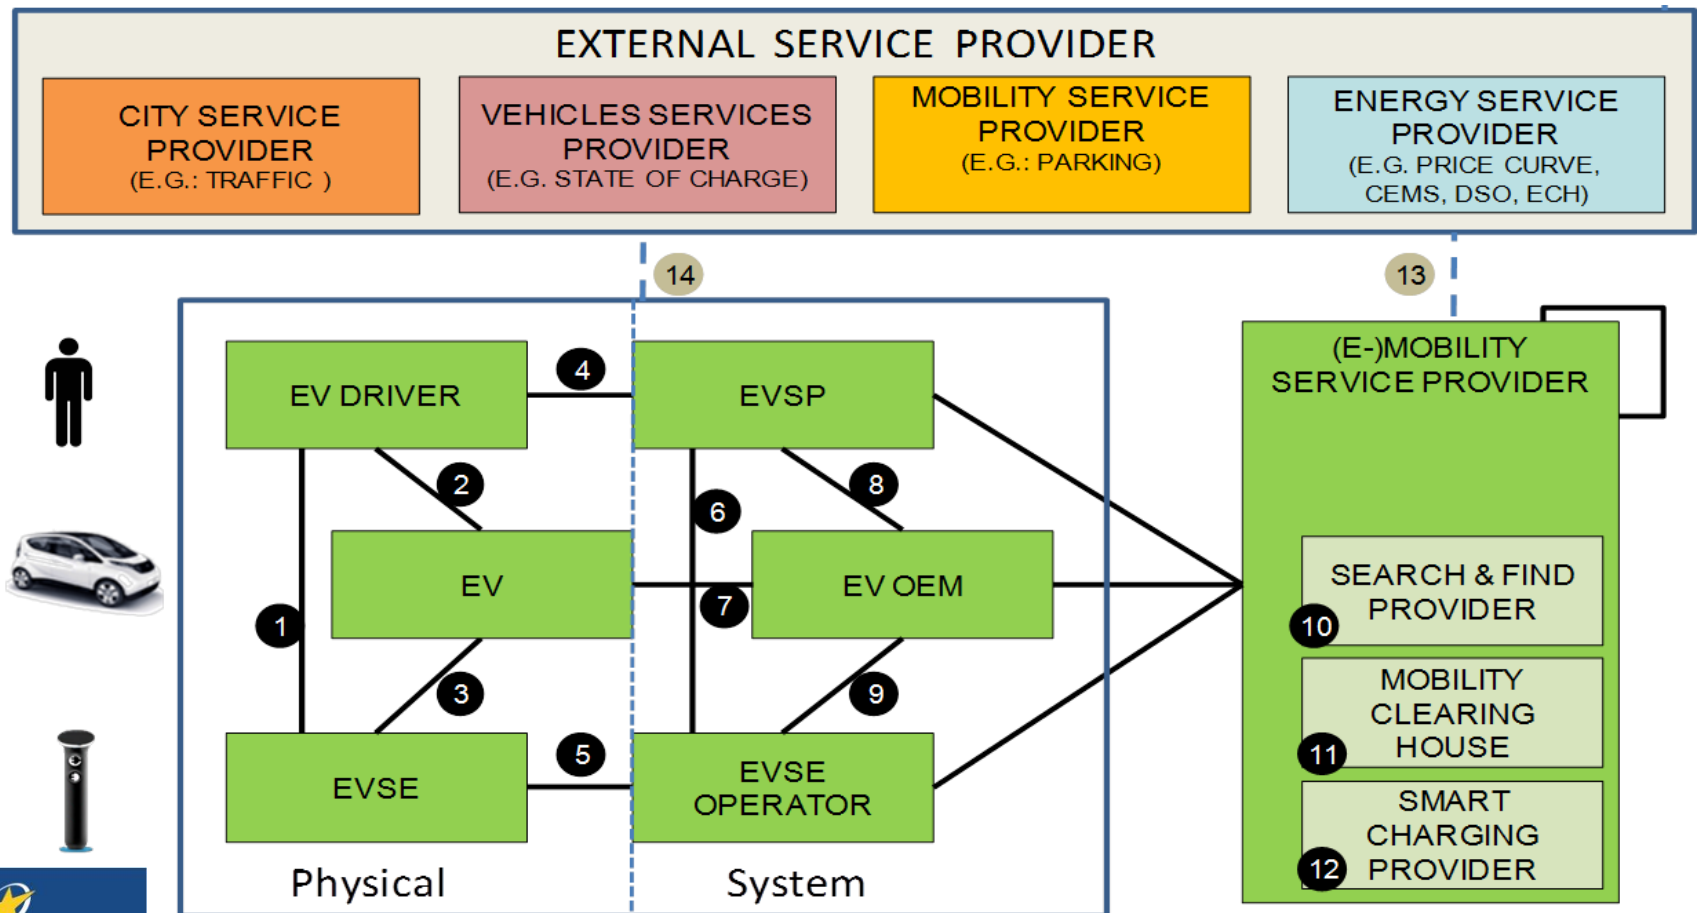 EXTERNAL SERVICE PROVIDER
CITY SERVICE
PROVIDER
(E.G.: TRAFFIC )
VEHICLES SERVICES
PROVIDER
(E.G. STATE OF CHARGE)
MOBILITY SERVICE
PROVIDER
(E.G.: PARKING)
ENERGY SERVICE
PROVIDER
(E.G. PRICE CURVE,
CEMS, DSO, ECH)
14
13
EV DRIVER
4
EVSP
2
8
6
EV
7
EV OEM
1
3
9
EVSE
5
EVSE
OPERATOR
Physical
System
(E-)MOBILITY
SERVICE PROVIDER
SEARCH & FIND
PROVIDER
10
MOBILITY
CLEARING
HOUSE
11
SMART
CHARGING
PROVIDER
12